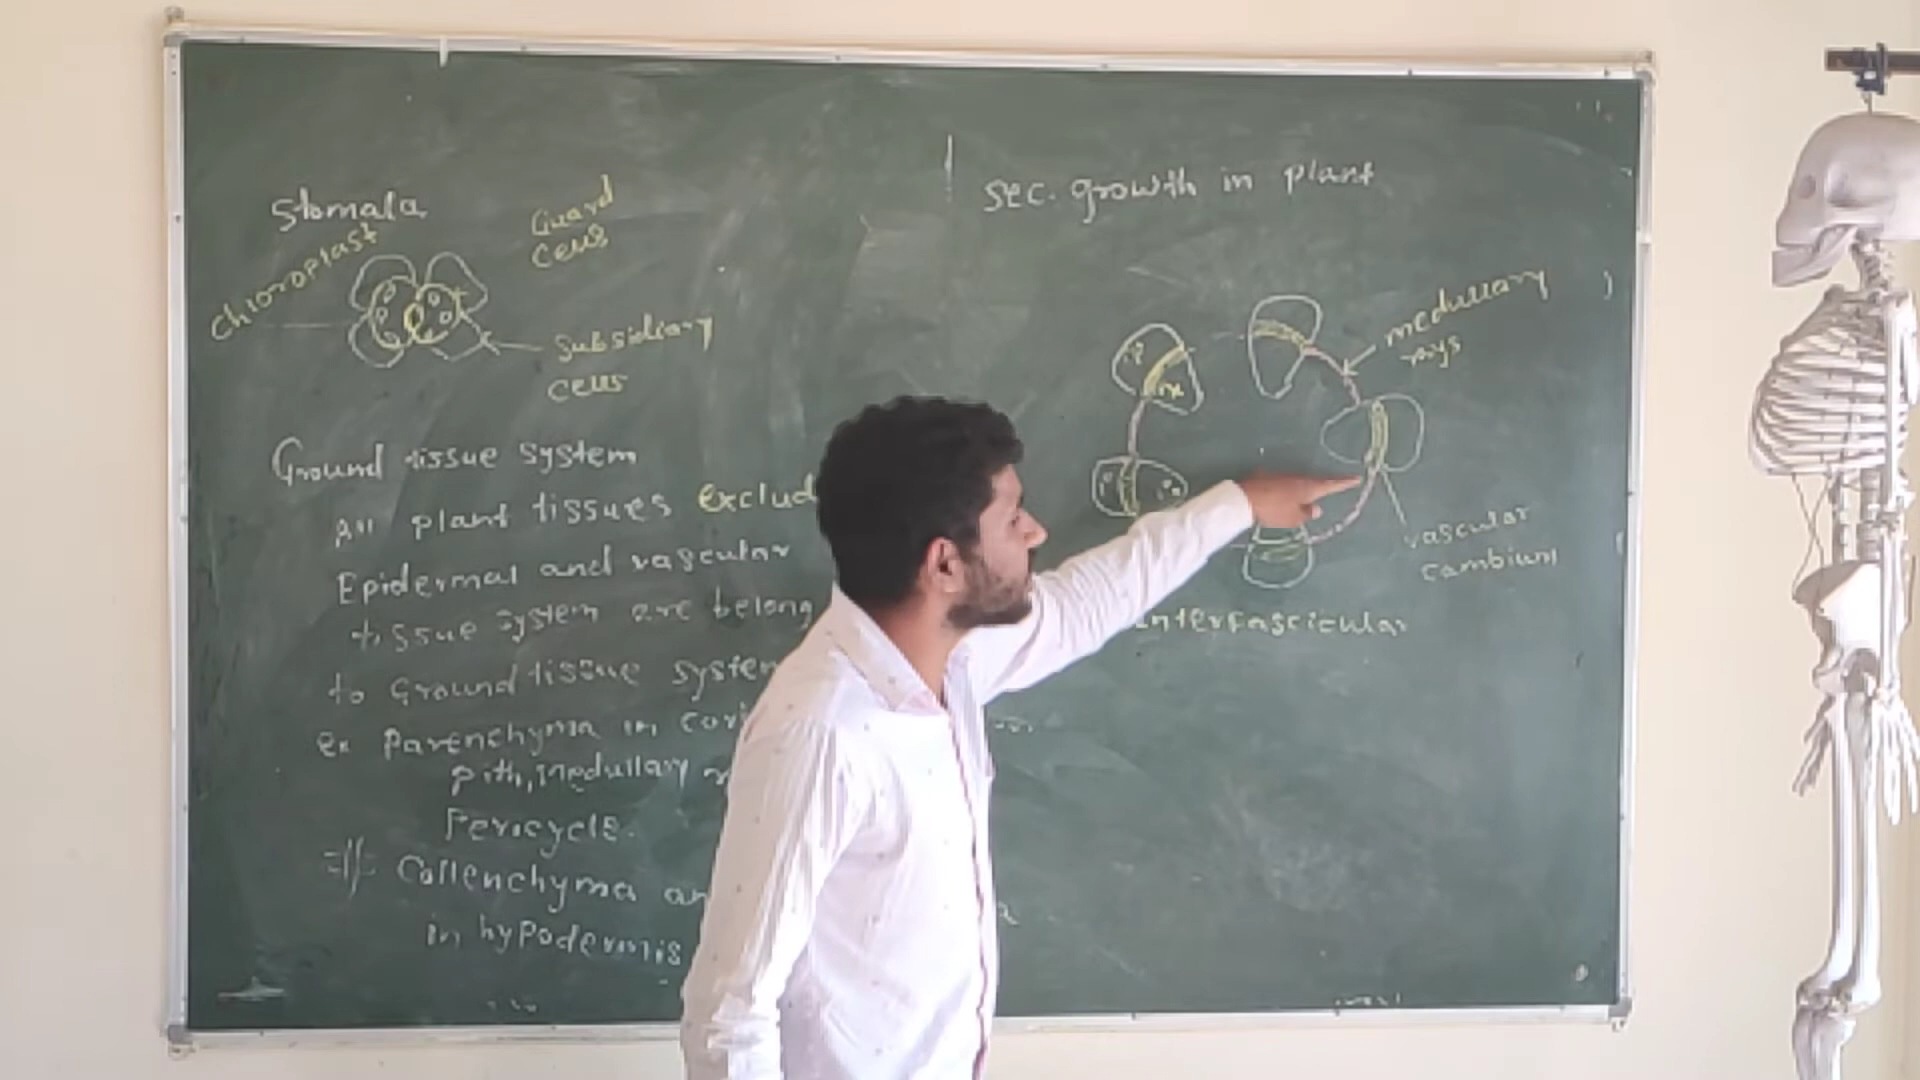 Stomata
Chloroplast
Guard
Cells
Subsidiary
cells
Ground tissue system
All plant tissues Exclud
Epidermal and vascular
tissue system are belong
to Ground tissue system
Ex Parenchyma in
pith, medullary
Pericycle.
Collenchyma
in hypodermis
Sec. growth in plant
medullary
rays
vascular
cambium
interfascicular